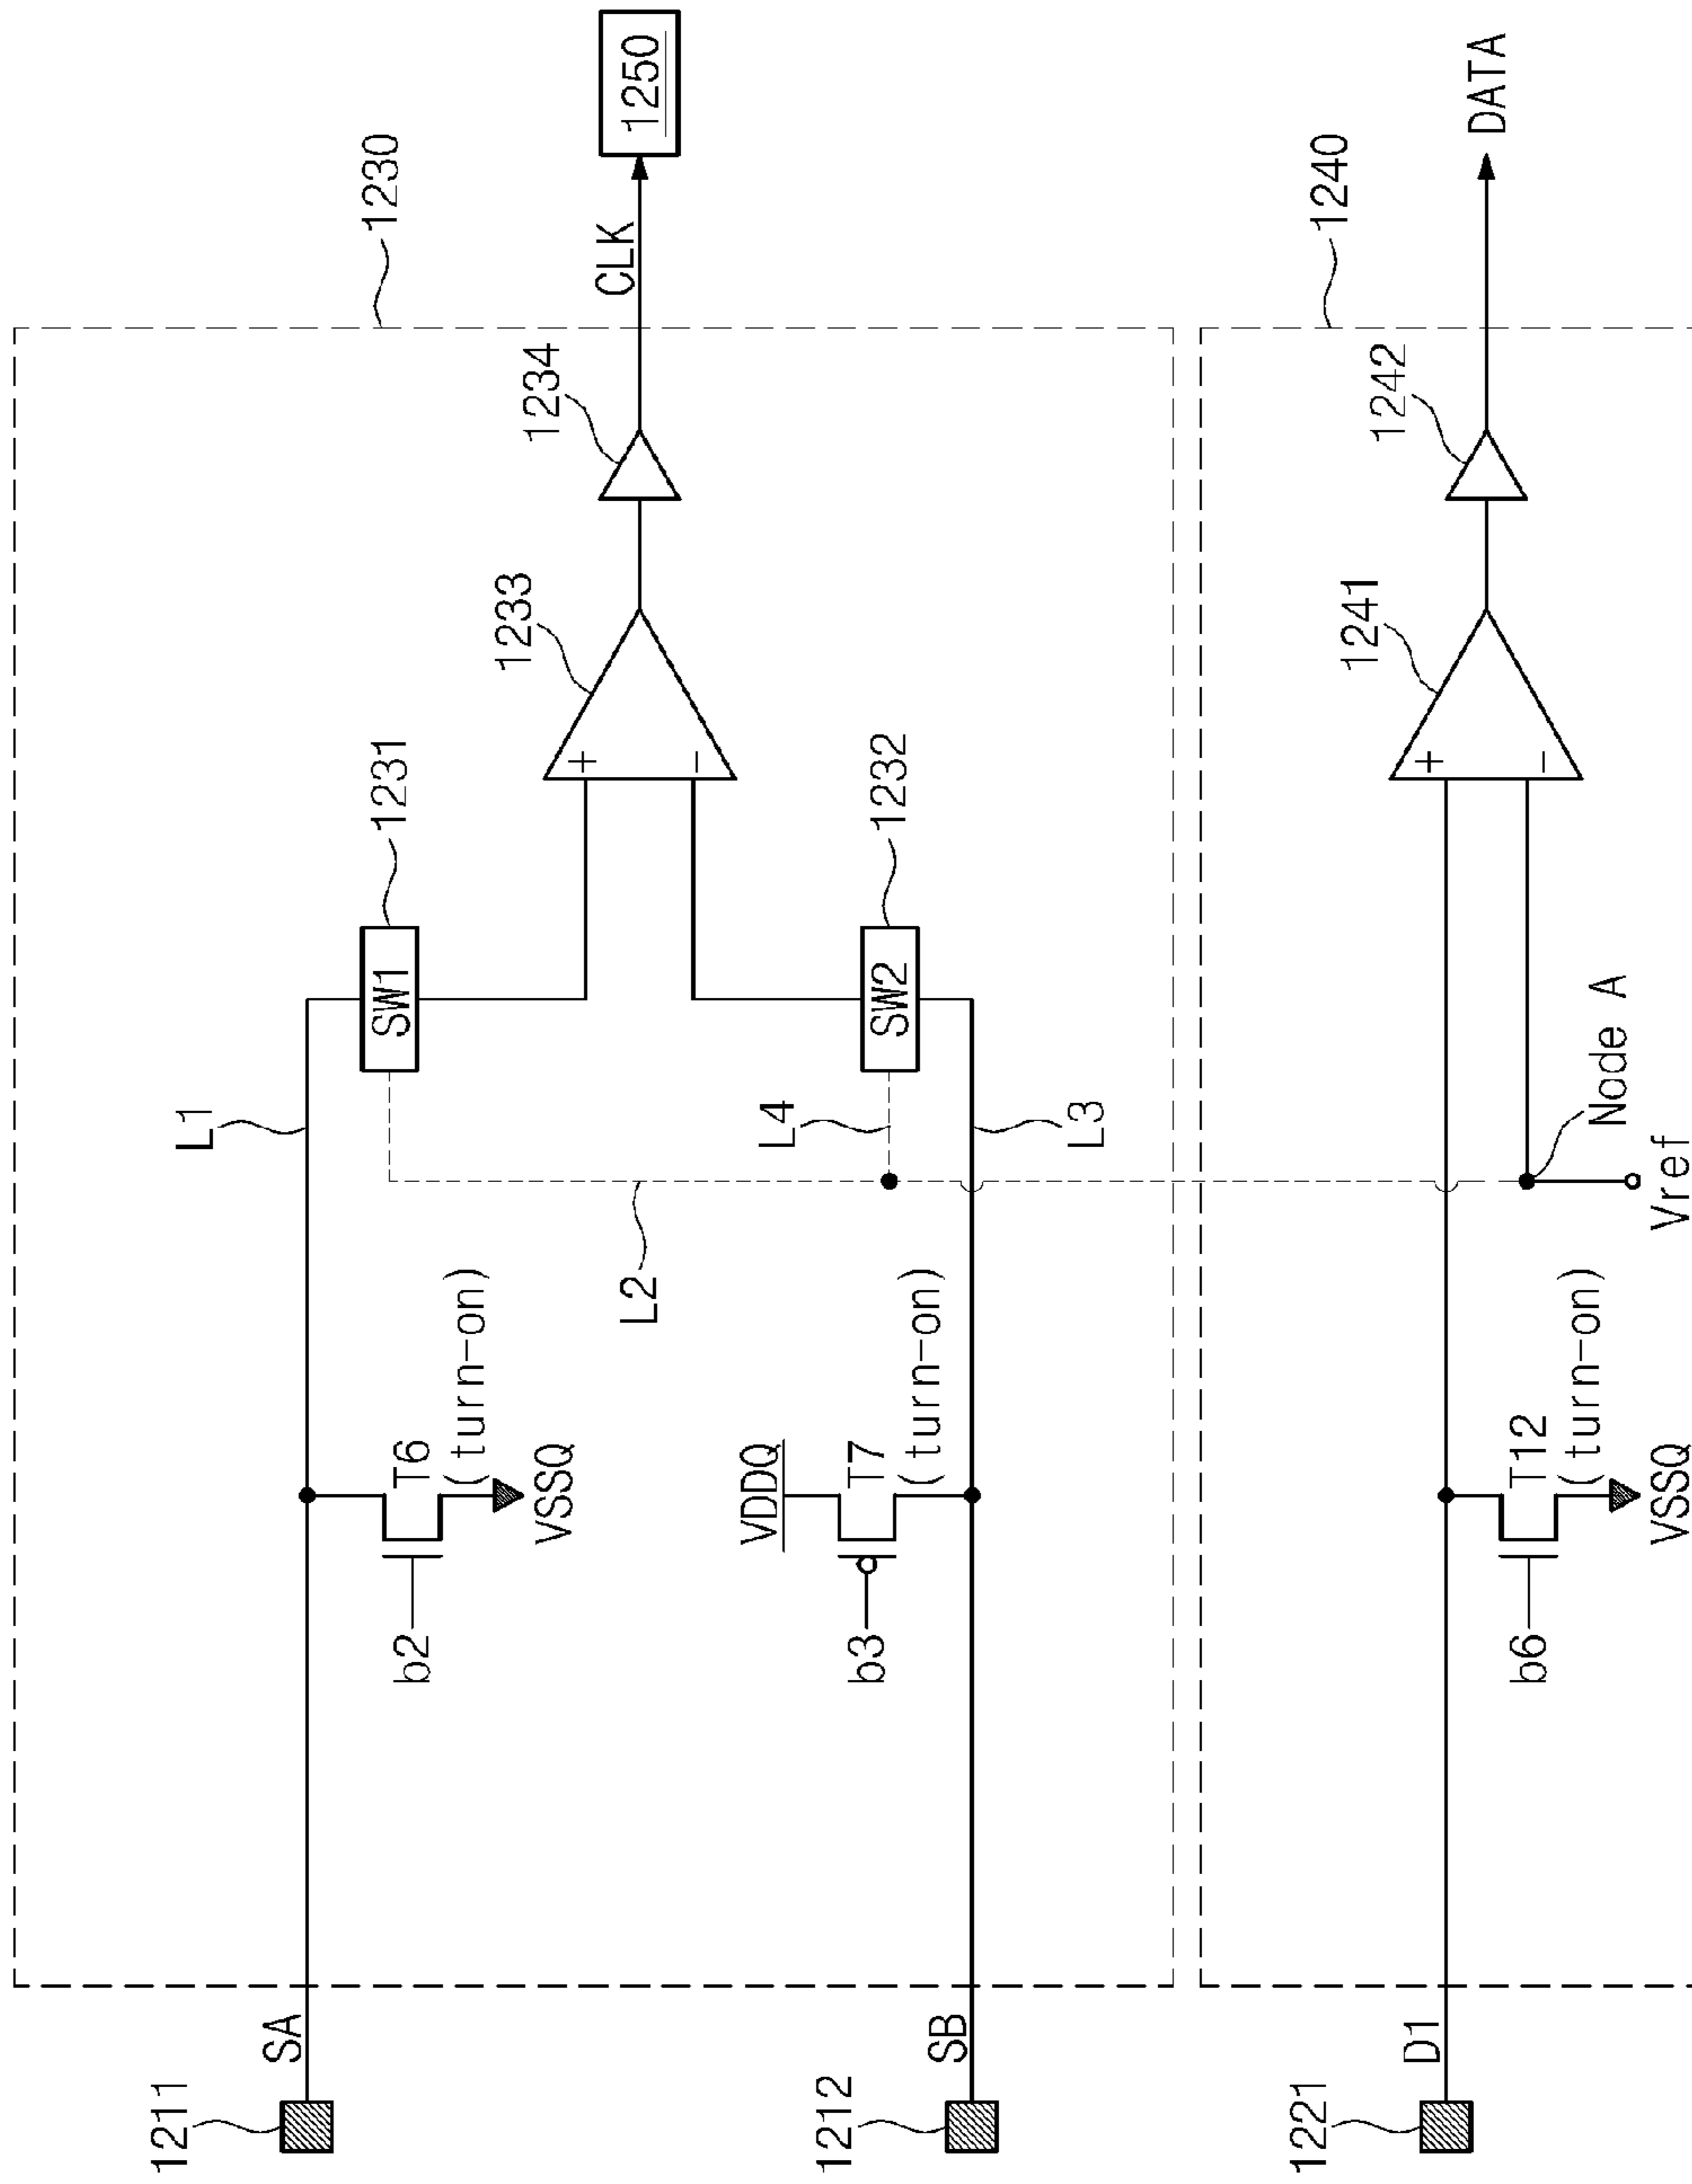 1230
1211
SA
L1
SW1
1231
b2
T6
(turn-on)
VSSQ
L2
1233
+
-
1234
CLK
1250
VDDQ
b3
T7
(turn-on)
L4
SW2
1232
1212
SB
L3
1240
1221
D1
b6
T12
(turn-on)
VSSQ
Node A
Vref
1241
+
-
1242
DATA